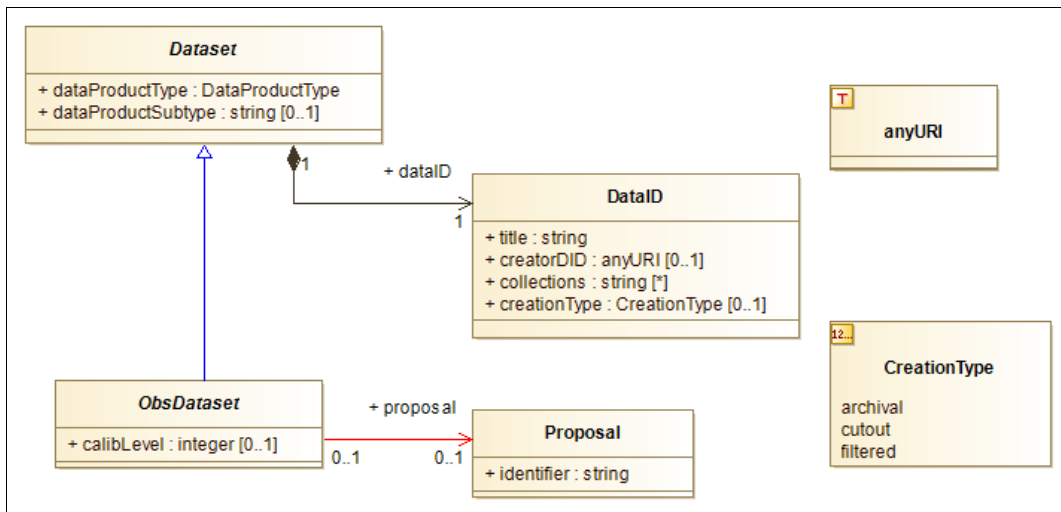 Dataset
+ dataProductType : DataProductType
+ dataProductSubtype : string [0..1]
1
+ dataID
1
DataID
+ title : string
+ creatorDID : anyURI [0..1]
+ collections : string [*]
+ creationType : CreationType [0..1]
T
anyURI
ObsDataset
+ calibLevel : integer [0..1]
+ proposal
0..1
0..1
Proposal
+ identifier : string
12...
CreationType
archival
cutout
filtered